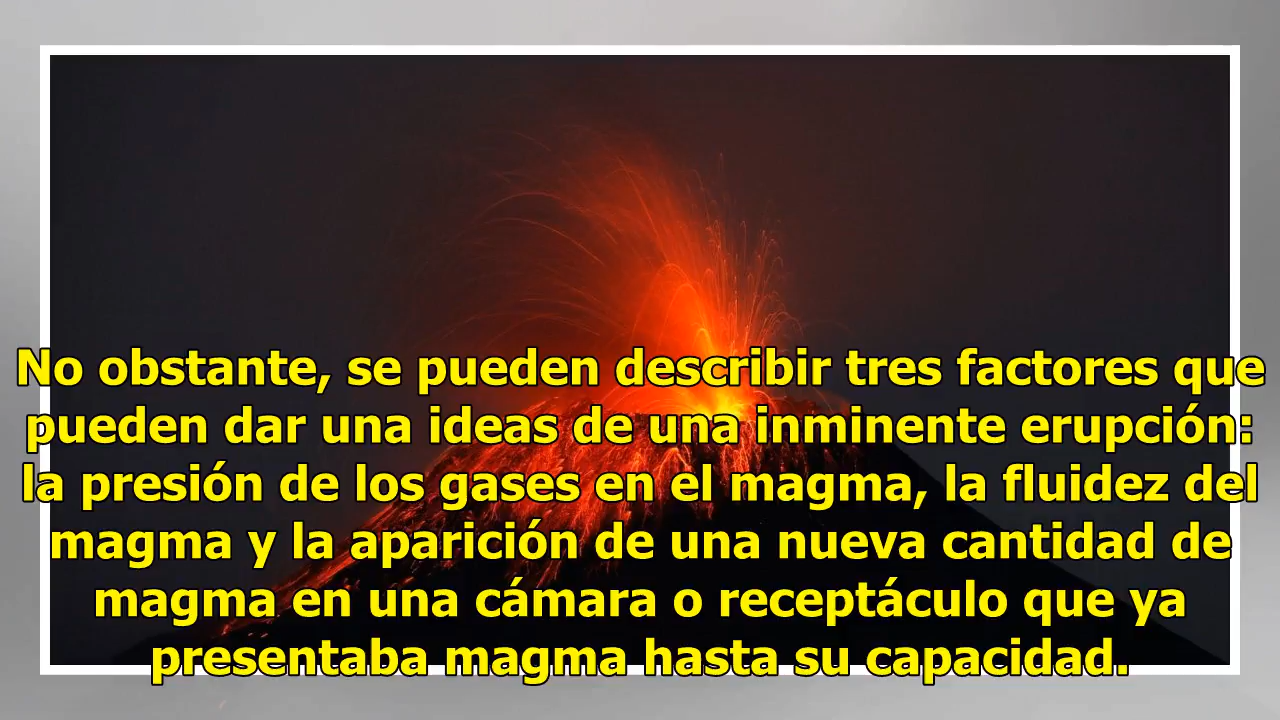 No obstante, se pueden describir tres factores que
pueden dar una ideas de una inminente erupción:
la presión de los gases en el magma, la fluidez del
magma y la aparición de una nueva cantidad de
magma en una cámara o receptáculo que ya
presentaba magma hasta su capacidad.